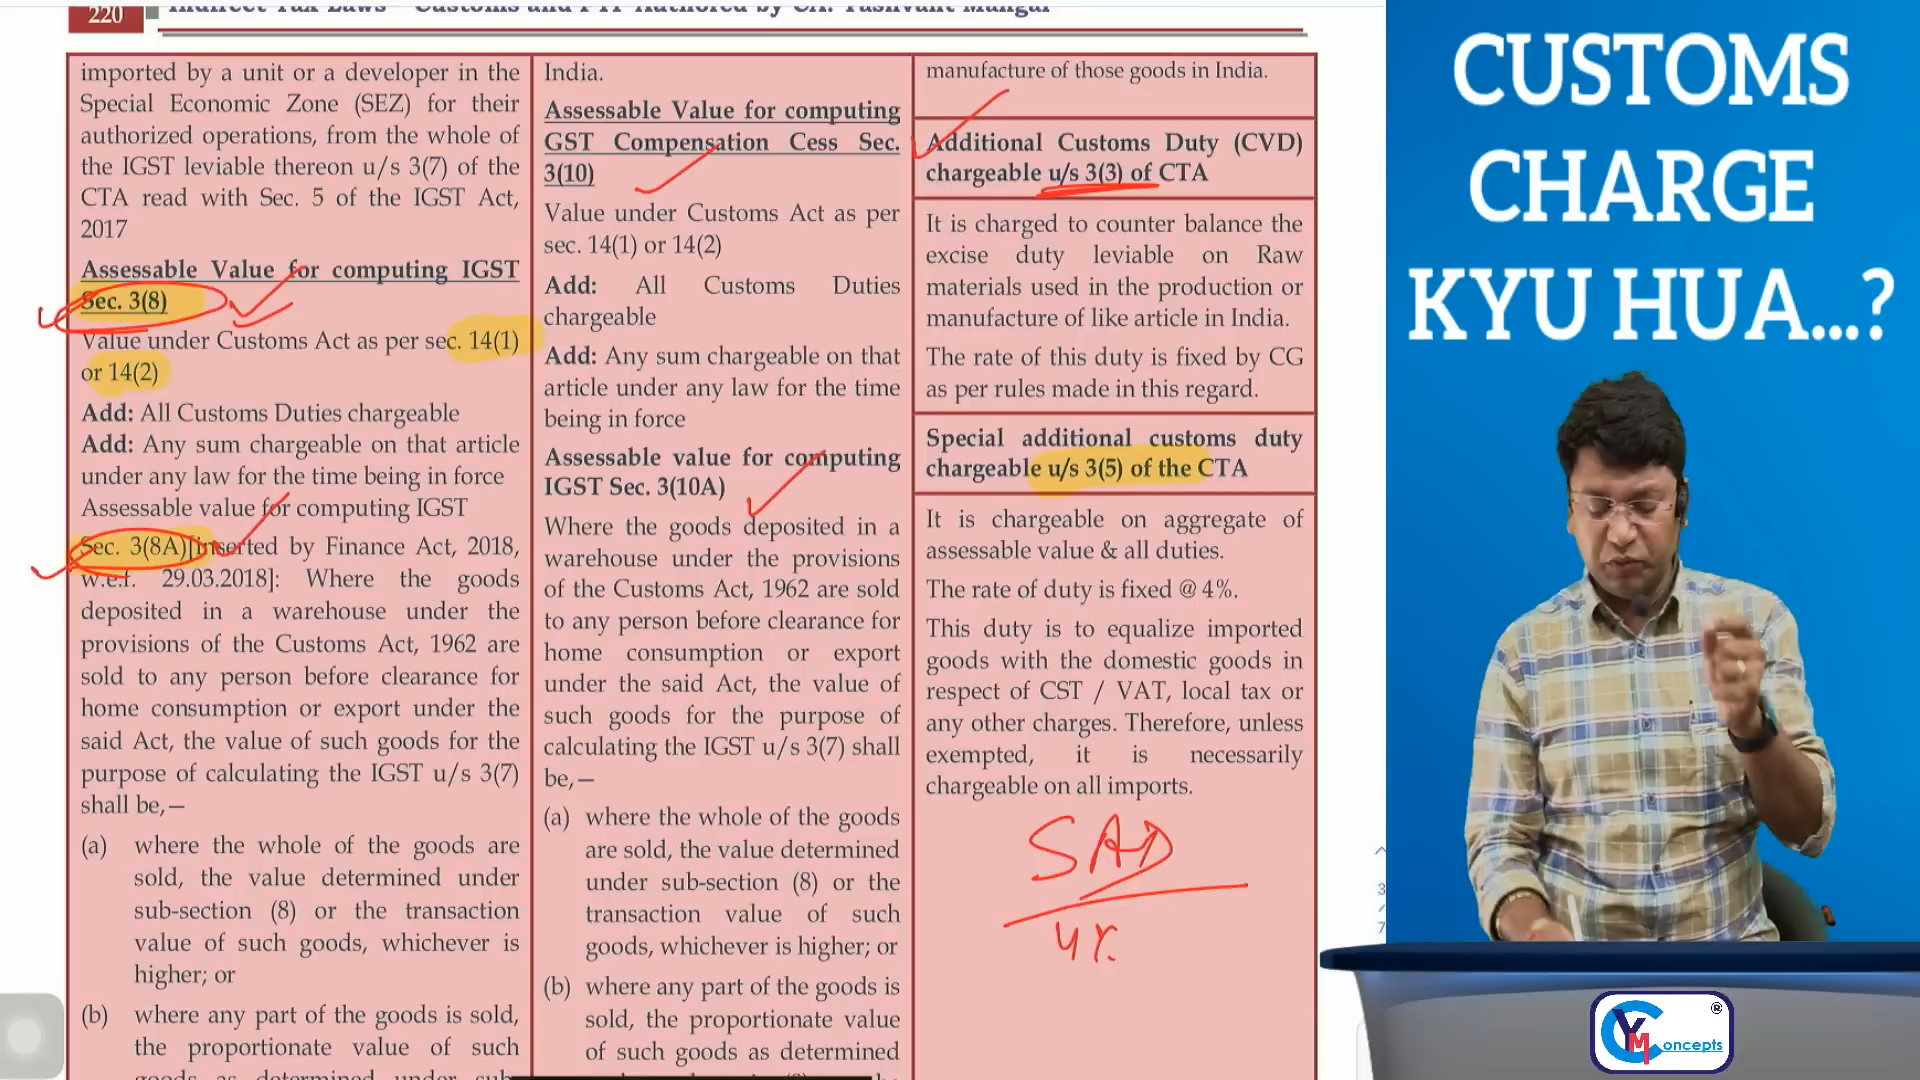 220
Indirect Tax Laws - Customs and FTP Authored by CA. Yashvant Mangal
imported by a unit or a developer in the
Special Economic Zone (SEZ) for their
authorized operations, from the whole of
the IGST leviable thereon u/s 3(7) of the
CTA read with Sec. 5 of the IGST Act,
2017
Assessable Value for computing IGST
Sec. 3(8)
Value under Customs Act as per sec. 14(1)
or 14(2)
Add: All Customs Duties chargeable
Add: Any sum chargeable on that article
under any law for the time being in force
Assessable value for computing IGST
Sec. 3(8A)[inserted by Finance Act, 2018,
w.e.f. 29.03.2018]: Where the goods
deposited in a warehouse under the
provisions of the Customs Act, 1962 are
sold to any person before clearance for
home consumption or export under the
said Act, the value of such goods for the
purpose of calculating the IGST u/s 3(7)
shall be,—
(a) where the whole of the goods are
sold, the value determined under
sub-section (8) or the transaction
value of such goods, whichever is
higher; or
(b) where any part of the goods is sold,
the proportionate value of such
goods as determined under sub-
India.
Assessable Value for computing
GST Compensation Cess Sec.
3(10)
Value under Customs Act as per
sec. 14(1) or 14(2)
Add: All Customs Duties
chargeable
Add: Any sum chargeable on that
article under any law for the time
being in force
Assessable value for computing
IGST Sec. 3(10A)
Where the goods deposited in a
warehouse under the provisions
of the Customs Act, 1962 are sold
to any person before clearance for
home consumption or export
under the said Act, the value of
such goods for the purpose of
calculating the IGST u/s 3(7) shall
be,—
(a) where the whole of the goods
are sold, the value determined
under sub-section (8) or the
transaction value of such
goods, whichever is higher; or
(b) where any part of the goods is
sold, the proportionate value
of such goods as determined
manufacture of those goods in India.
Additional Customs Duty (CVD)
chargeable u/s 3(3) of CTA
It is charged to counter balance the
excise duty leviable on Raw
materials used in the production or
manufacture of like article in India.
The rate of this duty is fixed by CG
as per rules made in this regard.
Special additional customs duty
chargeable u/s 3(5) of the CTA
It is chargeable on aggregate of
assessable value & all duties.
The rate of duty is fixed @ 4%.
This duty is to equalize imported
goods with the domestic goods in
respect of CST / VAT, local tax or
any other charges. Therefore, unless
exempted, it is necessarily
chargeable on all imports.
SAD
4%
CUSTOMS
CHARGE
KYU HUA...?
YM Concepts ®